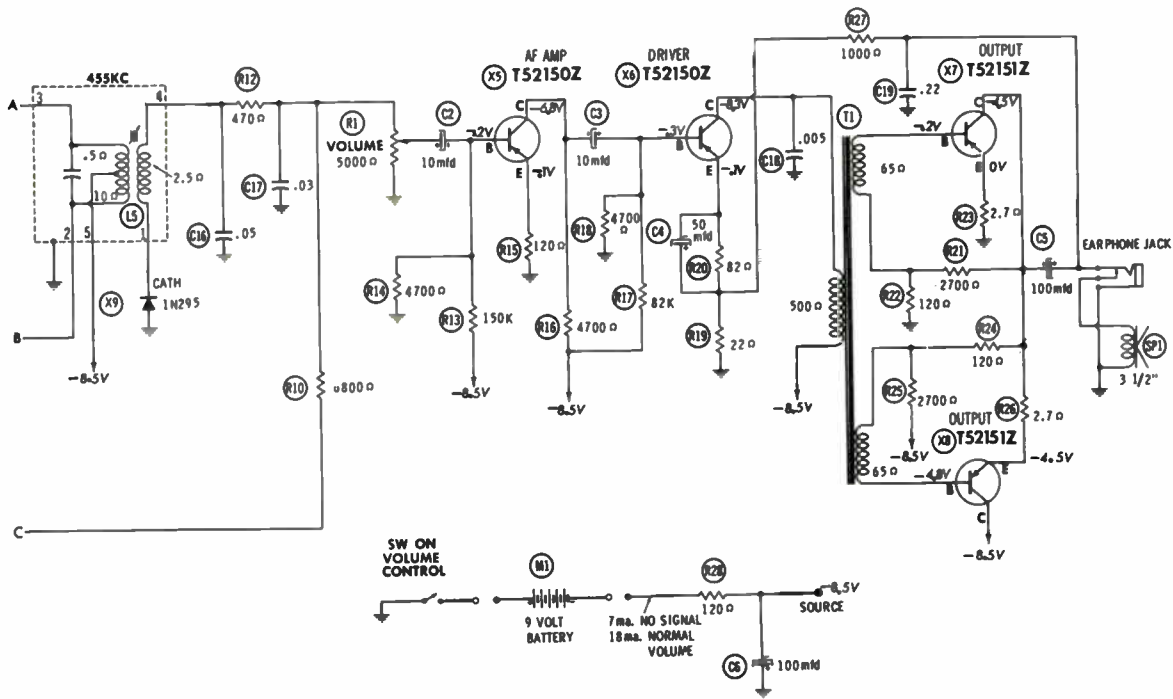 455KC
A
3
4
.5Ω
10Ω
2.5Ω
L5
2
5
1
CATH
1N295
X9
B
-8.5V
C
R12
470Ω
C16
.05
C17
.03
R10
R1
VOLUME
5000Ω
C2
10mfd
R14
4700Ω
R13
150K
-8.5V
AF AMP
X5 TS2150Z
C
-6.8V
-.2V
B
E
-.1V
R15
120Ω
R16
4700Ω
-8.5V
C3
10mfd
R18
4700Ω
R17
82K
DRIVER
X6 TS2150Z
C
-8.3V
-.3V
B
E
-.1V
C4
50
mfd
R20
82Ω
R19
22Ω
C18
.005
R27
1000Ω
C19
.22
T1
500Ω
-8.5V
65Ω
65Ω
OUTPUT
X7 TS2151Z
C
-4.5V
-.2V
B
E
0V
R23
2.7Ω
R21
2700Ω
R22
120Ω
R24
120Ω
R25
2700Ω
-8.5V
R26
2.7Ω
OUTPUT
X8 TS2151Z
-4.8V
B
E
-4.5V
C
-8.5V
C5
100mfd
EARPHONE JACK
SP1
3 1/2"
SW ON
VOLUME
CONTROL
M1
9 VOLT
BATTERY
7ma. NO SIGNAL
18ma. NORMAL
VOLUME
R28
120Ω
-8.5V
SOURCE
C6
100mfd